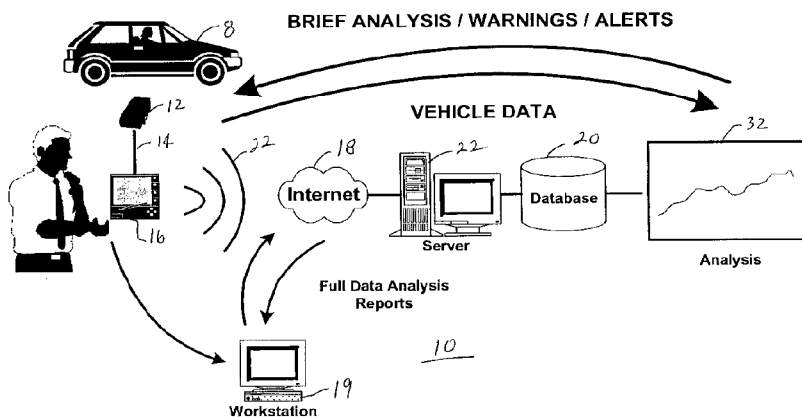 8
BRIEF ANALYSIS / WARNINGS / ALERTS
12
VEHICLE DATA
14
22
18
22
20
32
Internet
Database
16
Server
Analysis
Full Data Analysis
Reports
10
19
Workstation